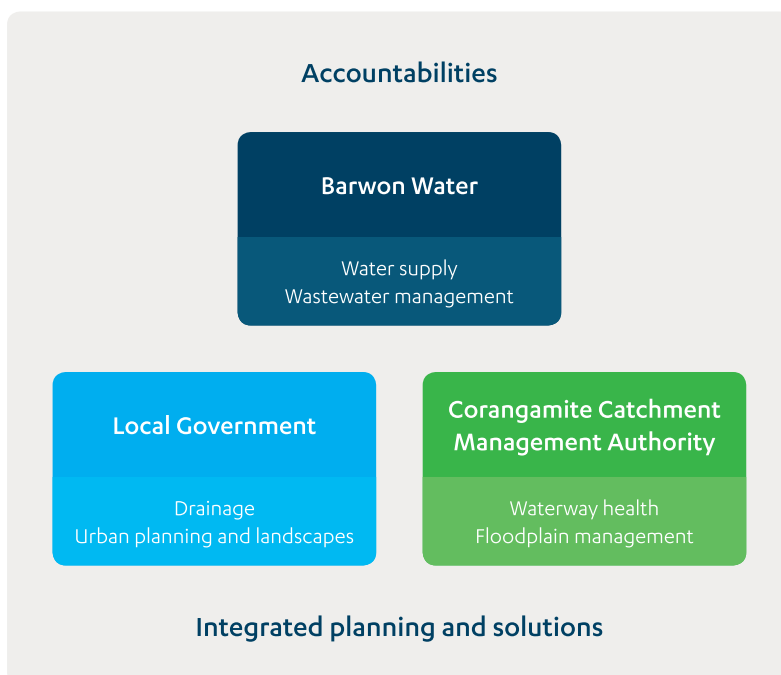 Accountabilities
Barwon Water
Water supply
Wastewater management
Local Government
Drainage
Urban planning and landscapes
Corangamite Catchment
Management Authority
Waterway health
Floodplain management
Integrated planning and solutions